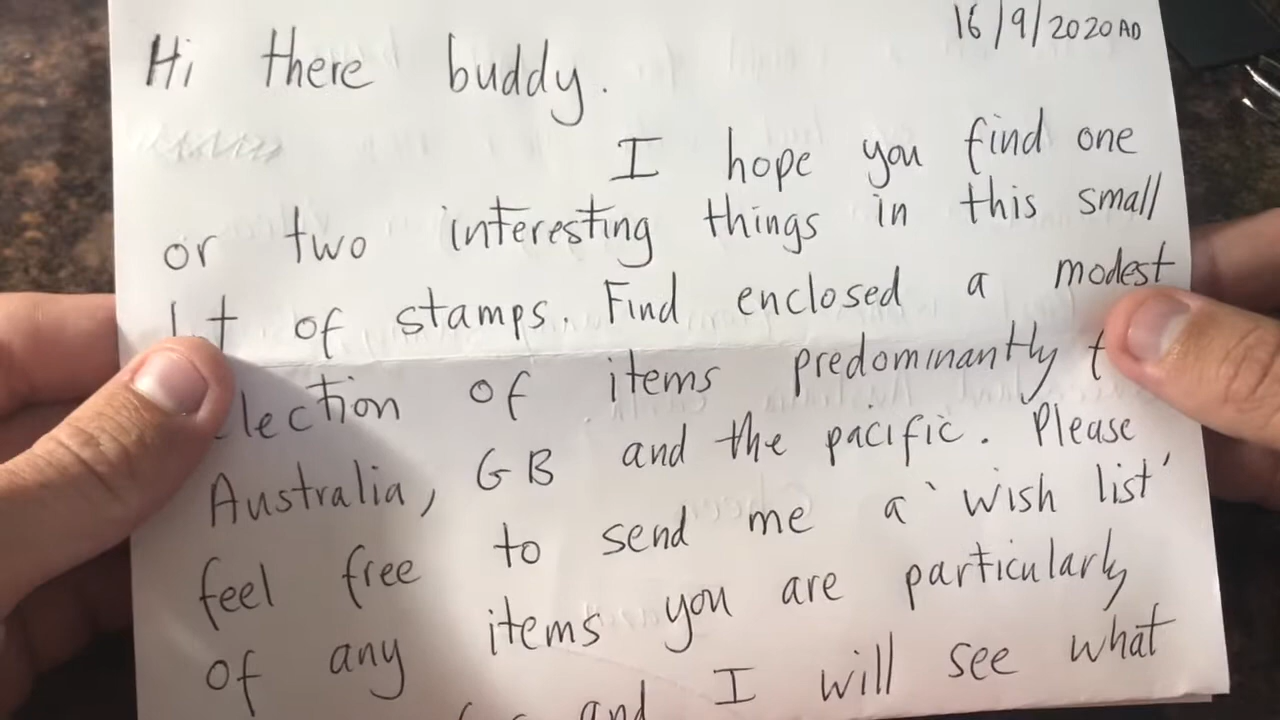 16/9/2020 AD
Hi there buddy.
I hope you find one
or two interesting things in this small
of stamps. Find enclosed a modest
of items predominantly
Australia, GB and the pacific. Please
feel free to send me a 'wish list'
of any items you are particularly
and I will see what